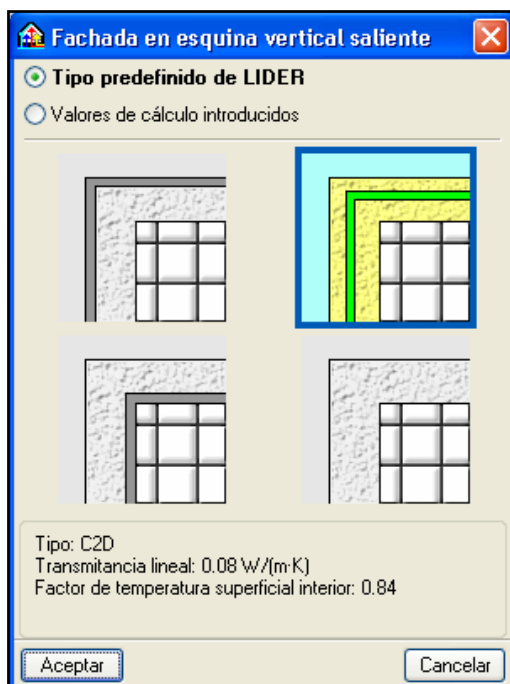 Fachada en esquina vertical saliente
Tipo predefinido de LIDER
Valores de cálculo introducidos
Tipo: C2D
Transmitancia lineal: 0.08 W/(m·K)
Factor de temperatura superficial interior: 0.84
Aceptar
Cancelar